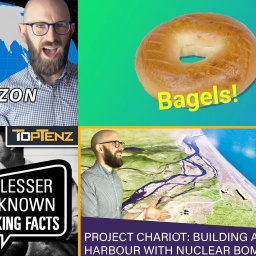 ZON
Bagels!
TOPTENZ
LESSER
KNOWN
KING FACTS
PROJECT CHARIOT: BUILDING A
HARBOUR WITH NUCLEAR BOM